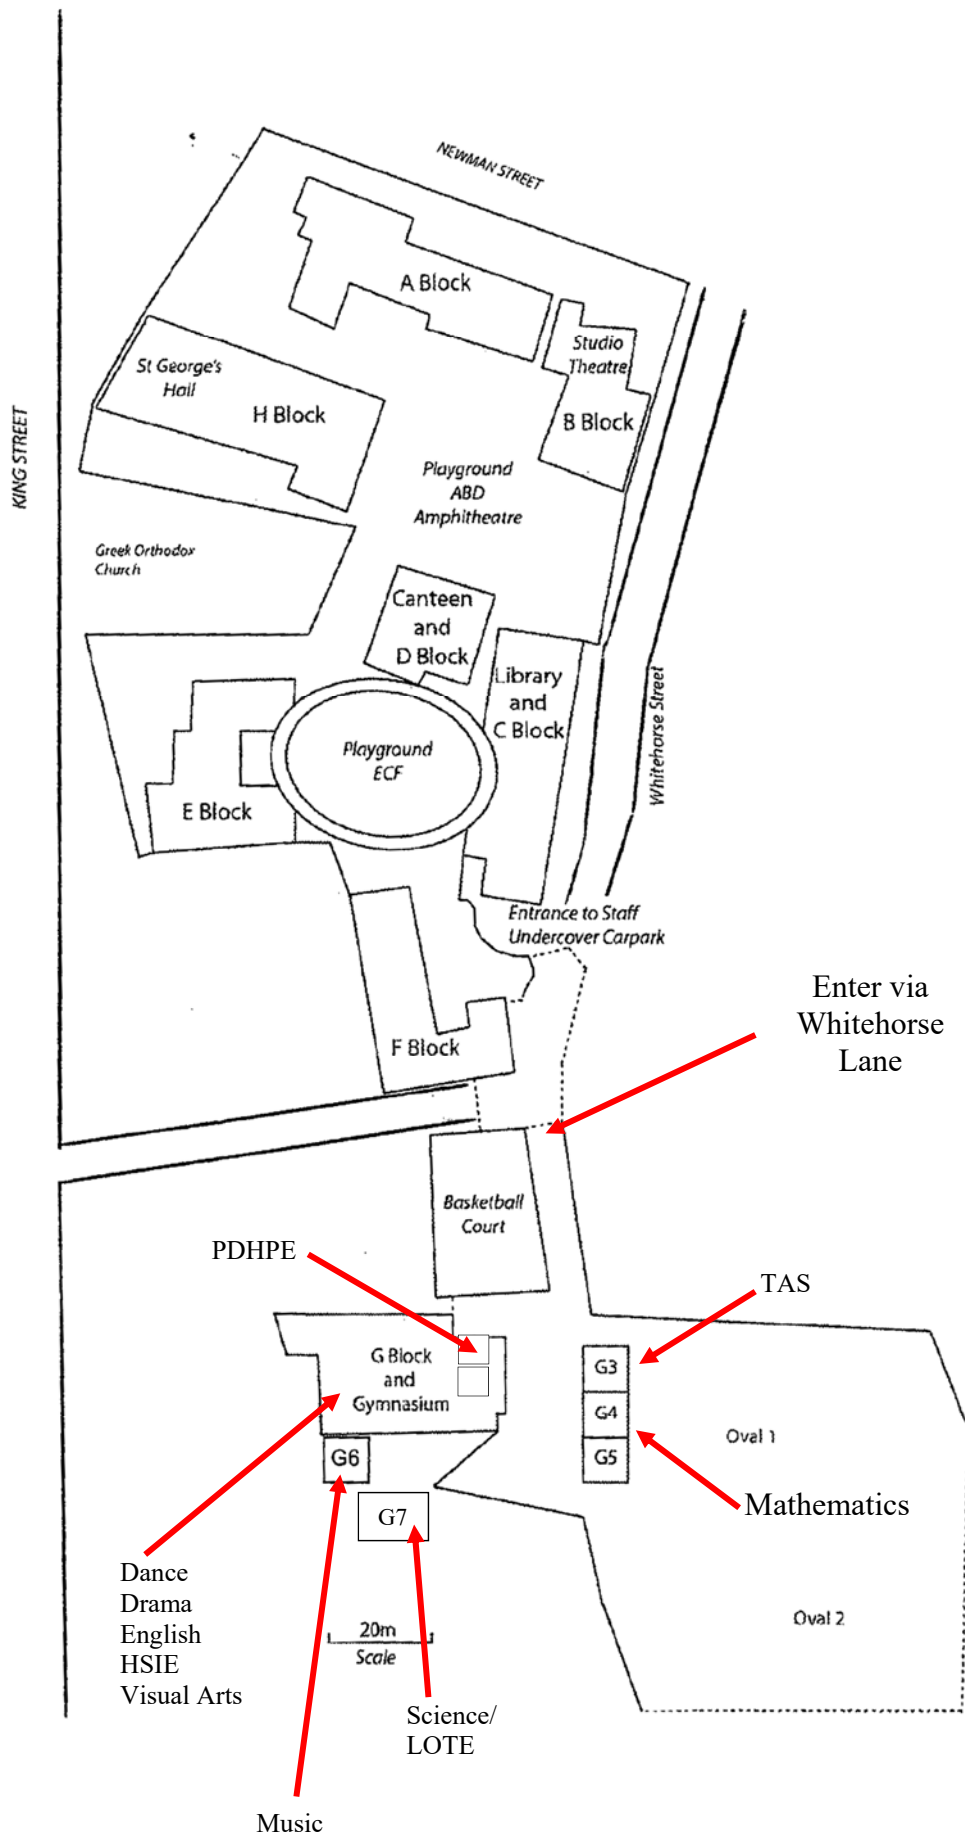 NEWMAN STREET
A Block
Studio
Theatre
St George's
Hall
H Block
B Block
KING STREET
Playground
ABD
Amphitheatre
Greek Orthodox
Church
Canteen
and
D Block
Library
and
C Block
Whitehorse Street
Playground
ECF
E Block
Entrance to Staff
Undercover Carpark
Enter via
Whitehorse
Lane
F Block
Basketball
Court
PDHPE
TAS
G Block
and
Gymnasium
G3
G4
G5
Oval 1
G6
Mathematics
G7
Dance
Drama
English
HSIE
Visual Arts
20m
Scale
Oval 2
Science/
LOTE
Music